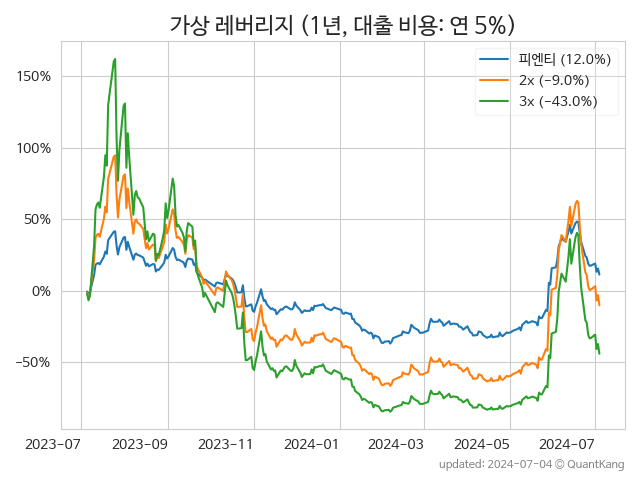 가상 레버리지 (1년, 대출 비용: 연 5%)
피엔티 (12.0%)
2x (−9.0%)
3x (−43.0%)
150%
100%
50%
0%
−50%
2023-07
2023-09
2023-11
2024-01
2024-03
2024-05
2024-07
updated: 2024-07-04 @ QuantKang